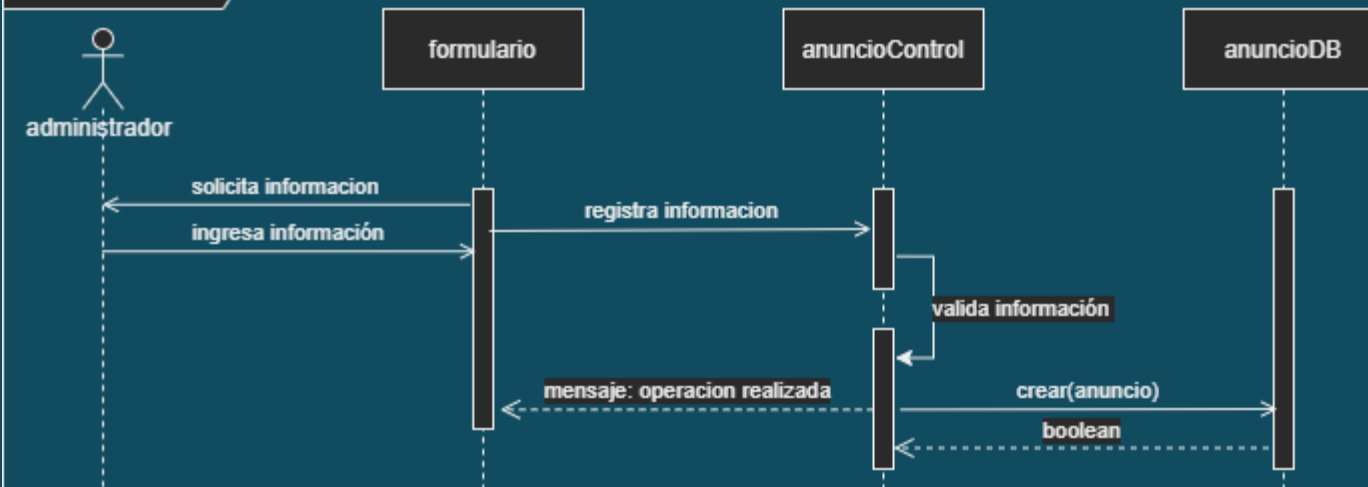 formulario
anuncioControl
anuncioDB
administrador
solicita informacion
registra informacion
ingresa información
valida información
mensaje: operacion realizada
crear(anuncio)
boolean